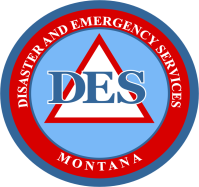 DISASTER AND EMERGENCY SERVICES
DES
MONTANA